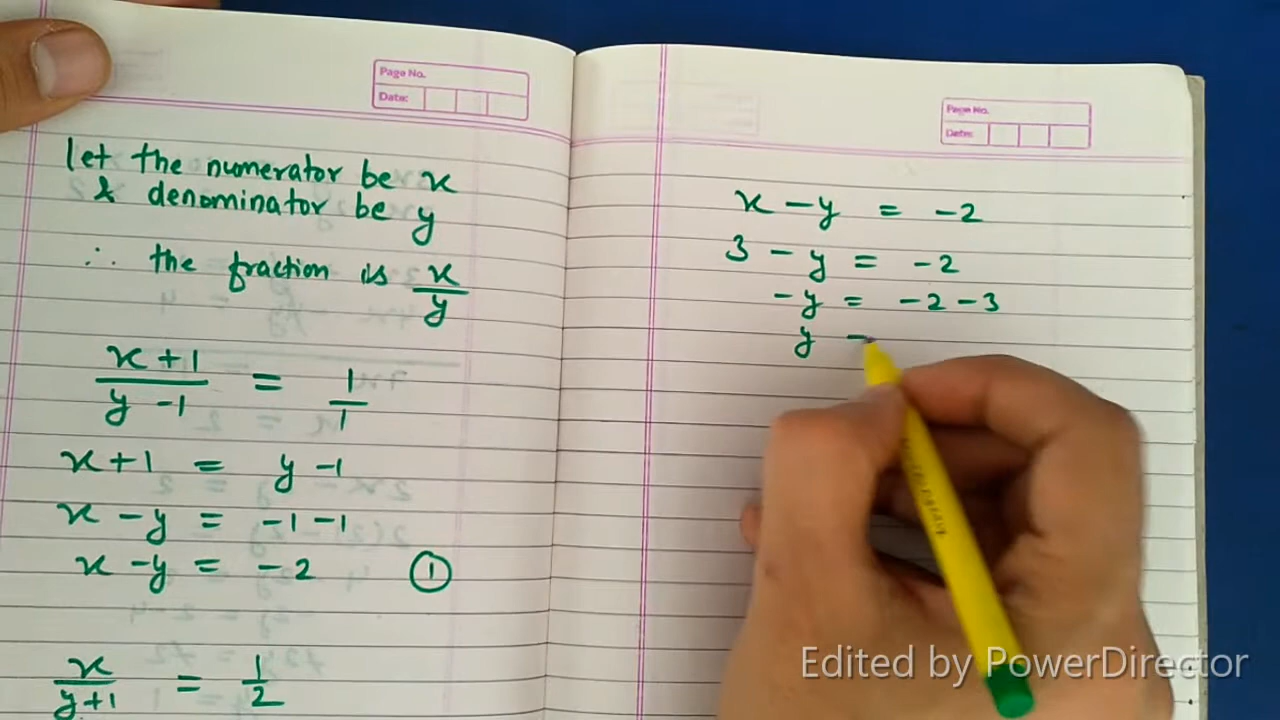 Page No.
Date:
let the numerator be x
& denominator be y
∴ the fraction is x/y
x+1/y-1 = 1/1
x+1 = y-1
x-y = -1-1
x-y = -2 ①
x/y+1 = 1/2
Page No.
Date:
x-y = -2
3-y = -2
-y = -2-3
y -
Edited by PowerDirector